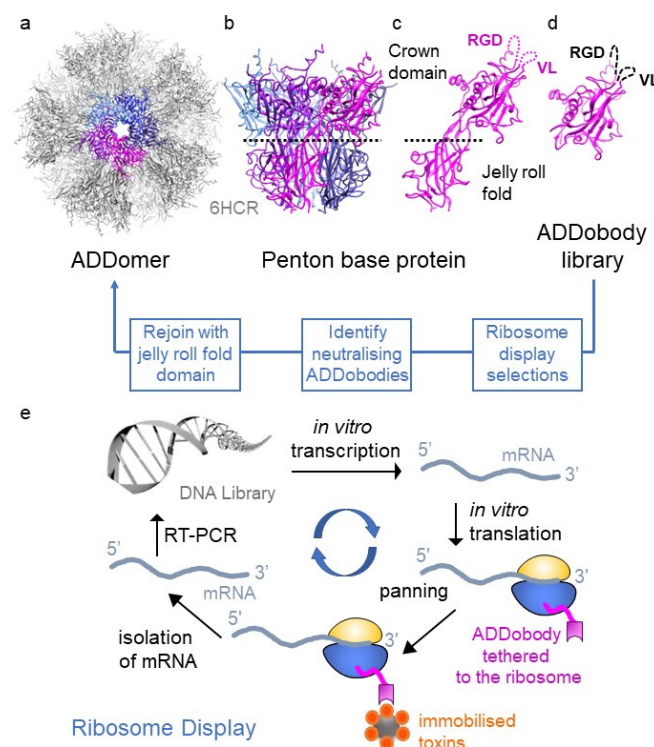 a
b
c
d
Crown
domain
RGD
VL
RGD
VL
6HCR
Jelly roll
fold
ADDomer
Penton base protein
ADDobody
library
Rejoin with
jelly roll fold
domain
Identify
neutralising
ADDobodies
Ribosome
display
selections
e
in vitro
transcription
5’
mRNA
3’
DNA Library
RT-PCR
in vitro
translation
5’
3’
mRNA
5’
3’
panning
5’
3’
isolation
of mRNA
ADDobody
tethered
to the ribosome
Ribosome Display
immobilised
toxins